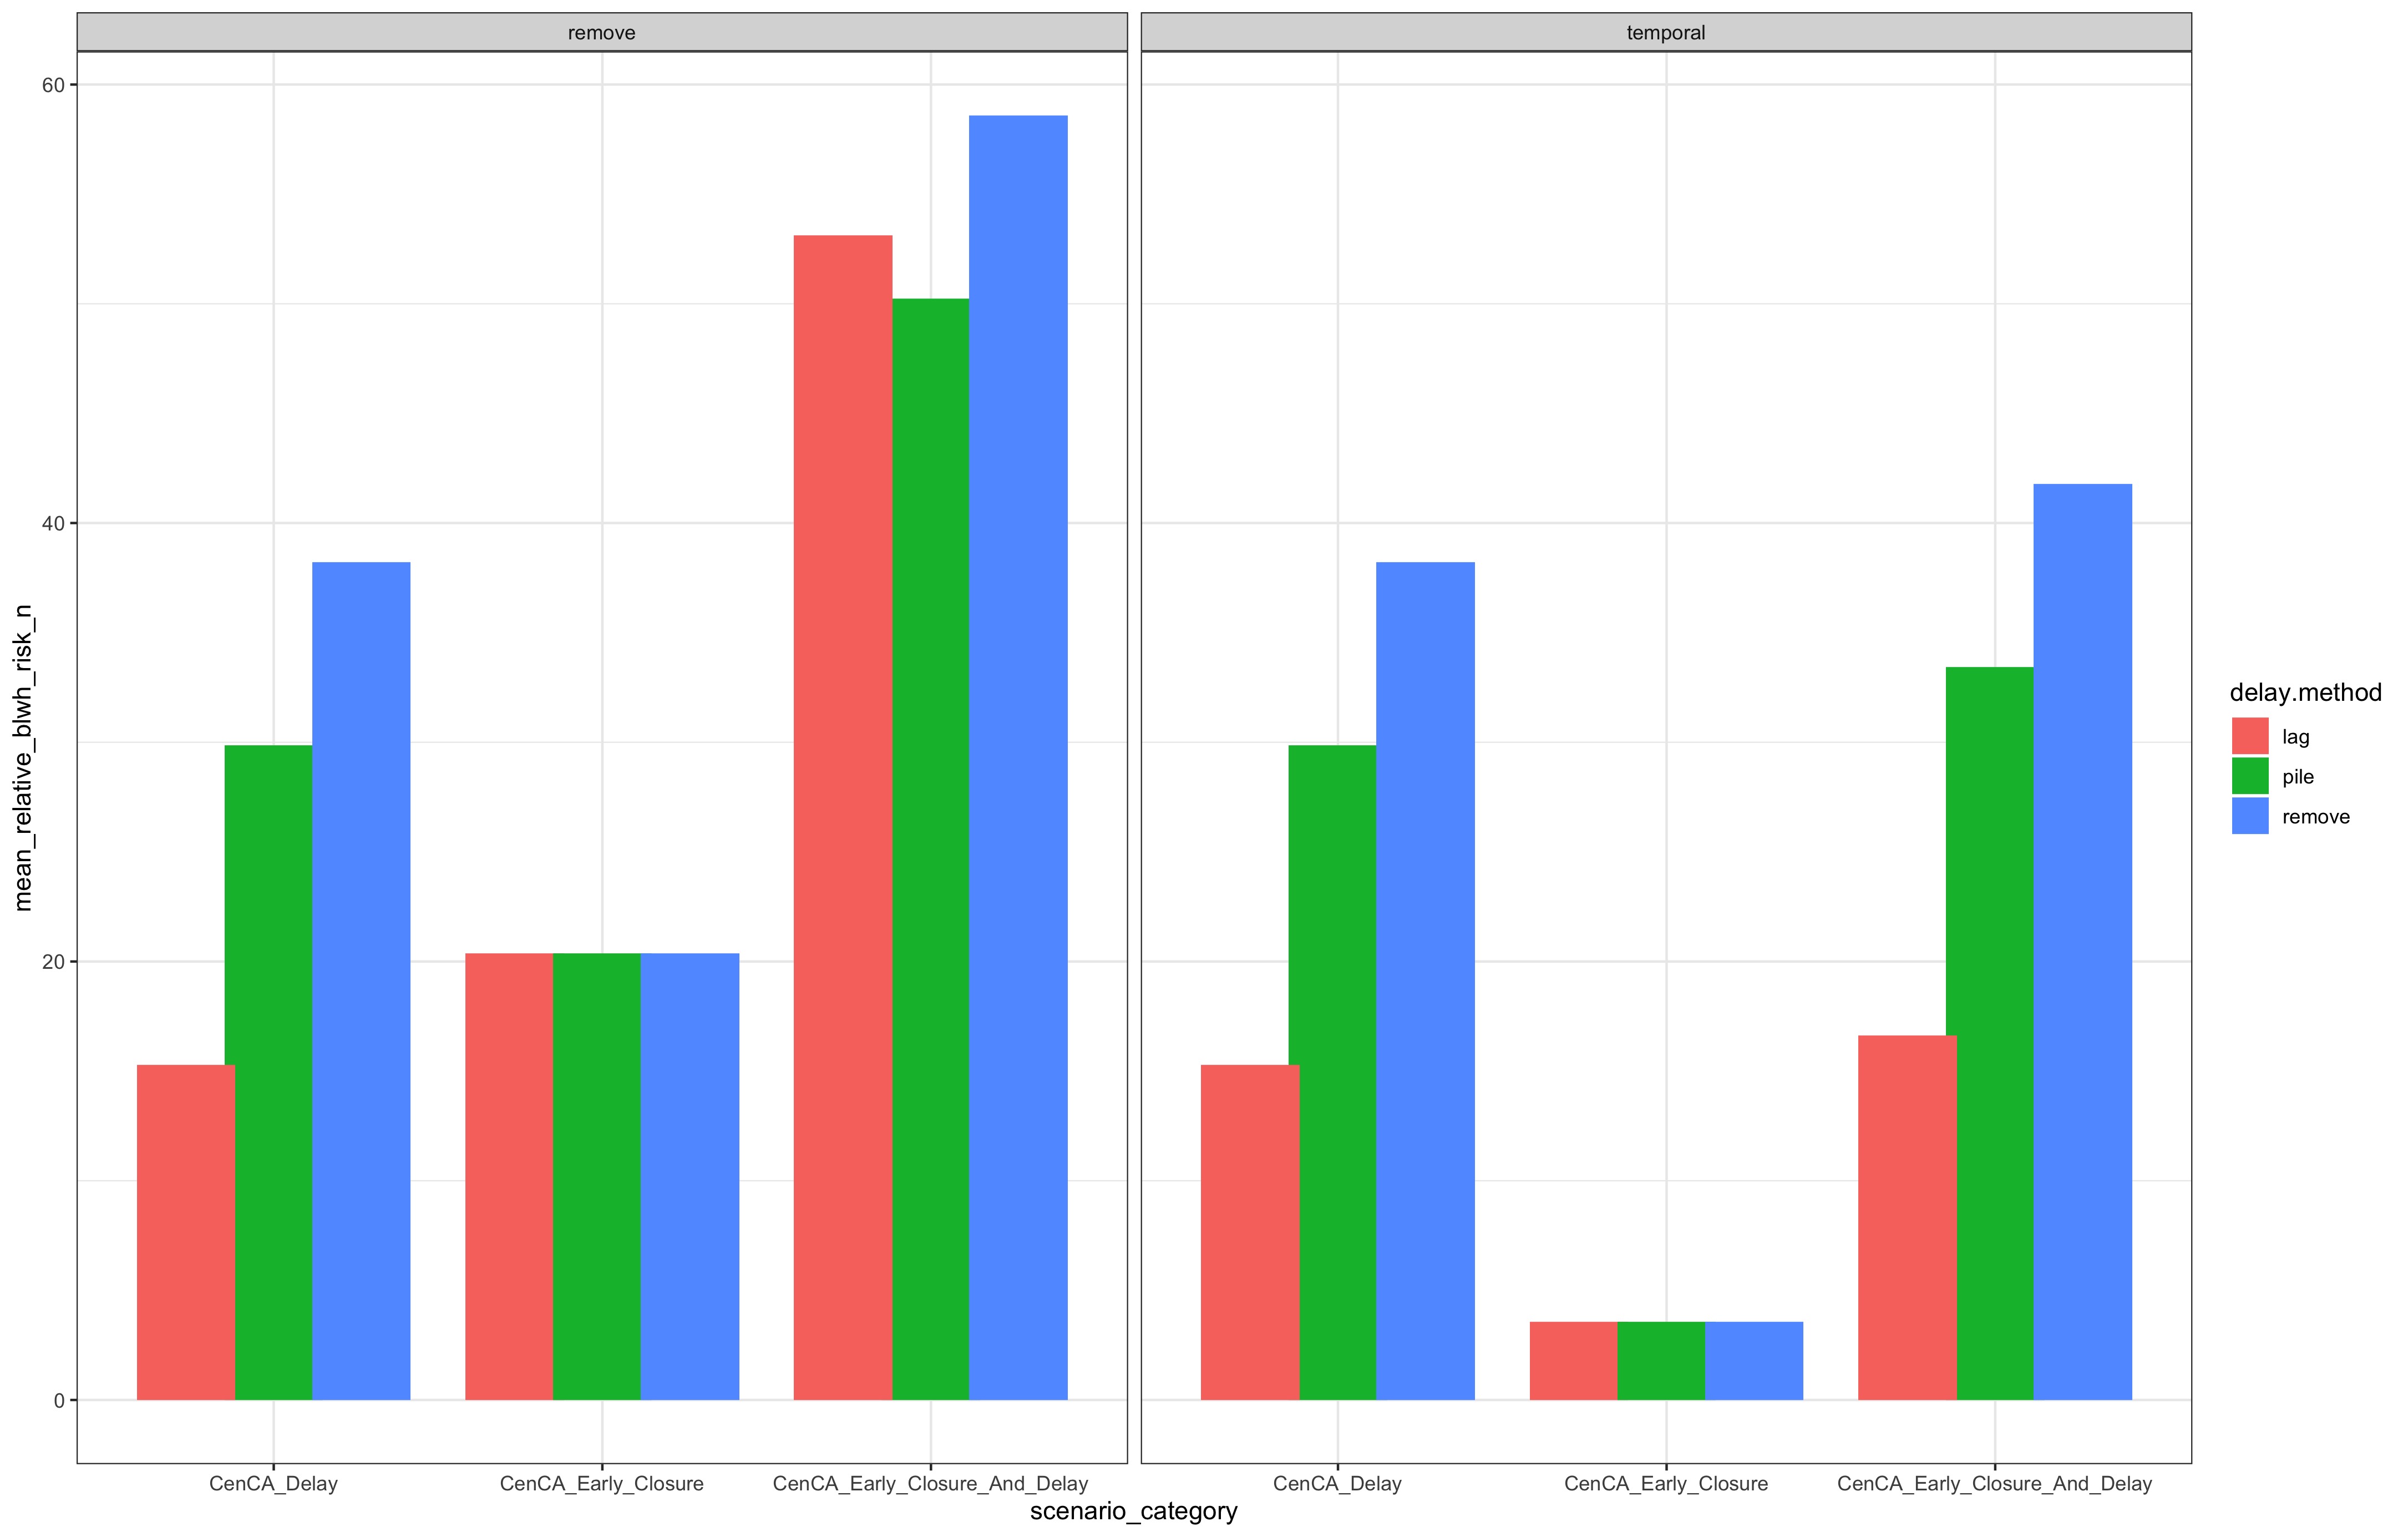 remove
temporal
mean_relative_blwh_risk_n
60
40
20
0
CenCA_Delay
CenCA_Early_Closure
CenCA_Early_Closure_And_Delay
CenCA_Delay
CenCA_Early_Closure
CenCA_Early_Closure_And_Delay
scenario_category
delay.method
lag
pile
remove